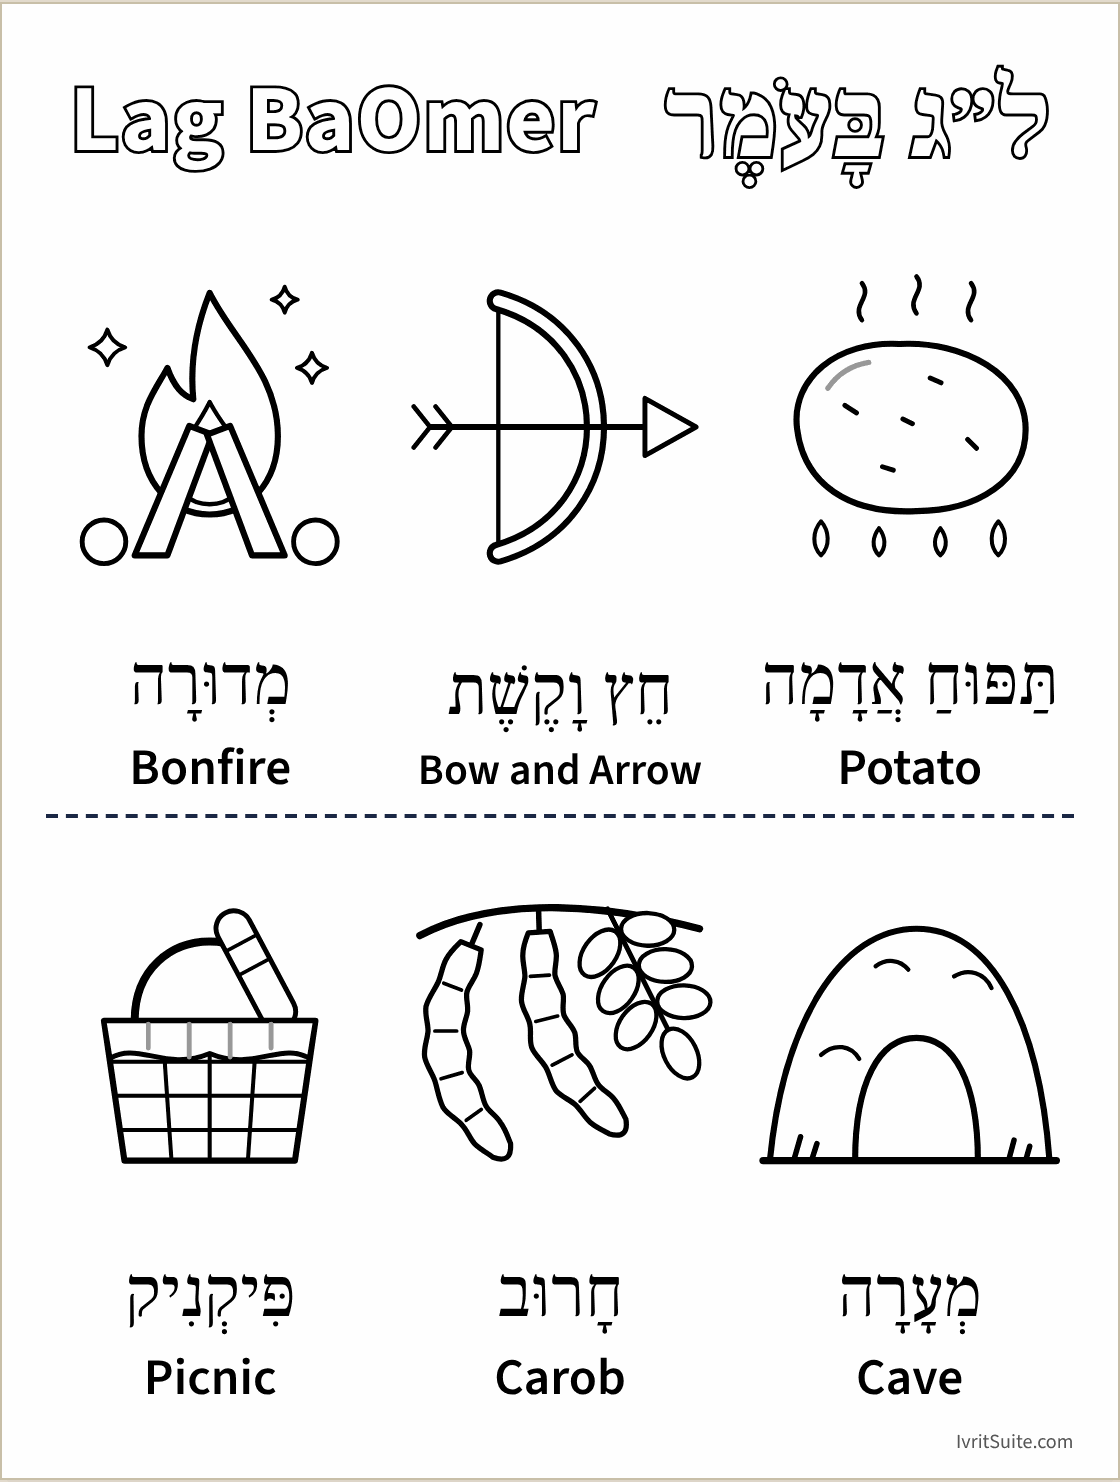 Lag BaOmer
ל״ג בָּעֹמֶר
מְדוּרָה
Bonfire
חֵץ וָקֶשֶׁת
Bow and Arrow
תַּפּוּחַ אֲדָמָה
Potato
פִּיקְנִיק
Picnic
חָרוּב
Carob
מְעָרָה
Cave
IvritSuite.com